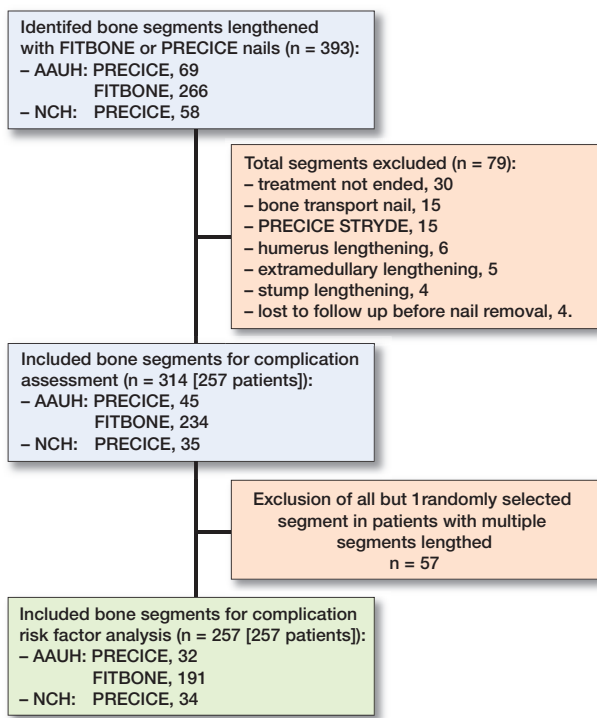 Identifed bone segments lengthened
with FITBONE or PRECICE nails (n = 393):
– AAUH: PRECICE, 69
FITBONE, 266
– NCH: PRECICE, 58
Total segments excluded (n = 79):
– treatment not ended, 30
– bone transport nail, 15
– PRECICE STRYDE, 15
– humerus lengthening, 6
– extramedullary lengthening, 5
– stump lengthening, 4
– lost to follow up before nail removal, 4.
Included bone segments for complication
assessment (n = 314 [257 patients]):
– AAUH: PRECICE, 45
FITBONE, 234
– NCH: PRECICE, 35
Exclusion of all but 1randomly selected
segment in patients with multiple
segments lengthed
n = 57
Included bone segments for complication
risk factor analysis (n = 257 [257 patients]):
– AAUH: PRECICE, 32
FITBONE, 191
– NCH: PRECICE, 34